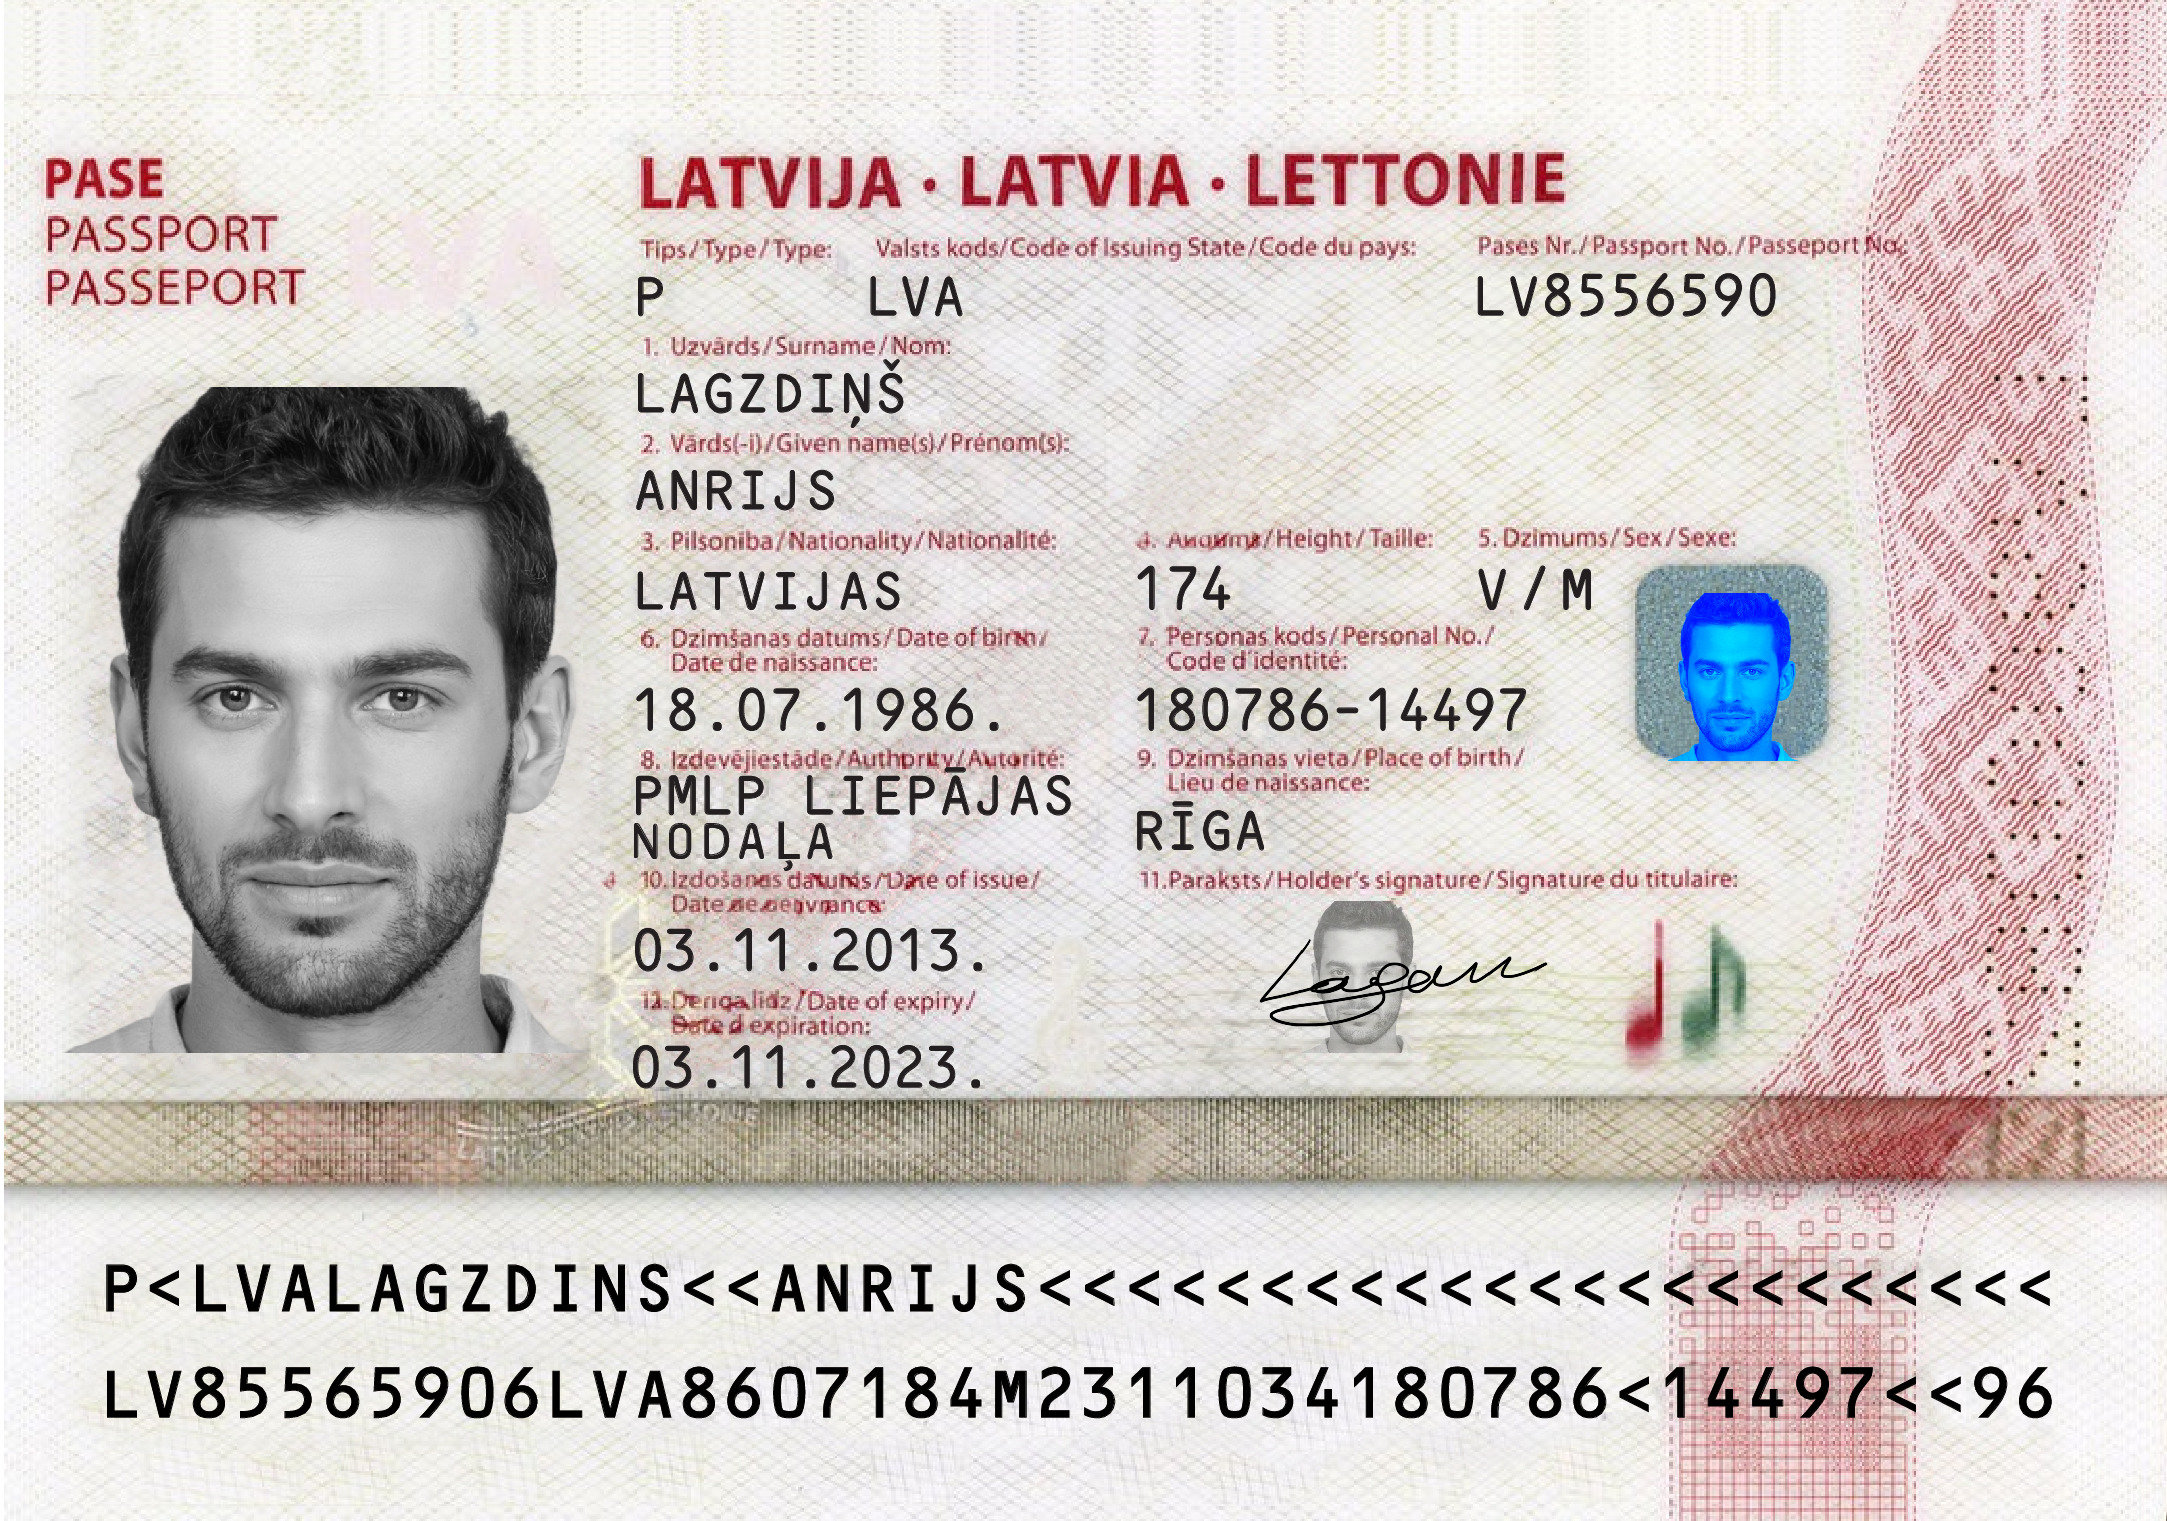 PASE
PASSPORT
PASSEPORT
LVA
LATVIJA · LATVIA · LETTONIE
Tips/Type/Type: Valsts kods/Code of Issuing State/Code du pays: Pases Nr./Passport No./Passeport No.:
P LVA LV8556590
1. Uzvārds/Surname/Nom:
LAGZDIŅŠ
2. Vārds(-i)/Given name(s)/Prénom(s):
ANRIJS
3. Pilsonība/Nationality/Nationalité: 4. Augums/Height/Taille: 5. Dzimums/Sex/Sexe:
LATVIJAS 174 V/M
6. Dzimšanas datums/Date of birth/ 7. Personas kods/Personal No./
Date de naissance: Code d'identité:
18.07.1986. 180786-14497
8. Izdevējiestāde/Authority/Autorité: 9. Dzimšanas vieta/Place of birth/
Lieu de naissance:
PMLP LIEPĀJAS
NODAĻA RĪGA
10. Izdošanas datums/Date of issue/ 11. Paraksts/Holder's signature/Signature du titulaire:
Date de
03.11.2013.
12. Derīga līdz/Date of expiry/
Date d'expiration:
03.11.2023.
P<LVALAGZDINS<<ANRIJS<<<<<<<<<<<<<<<<<<<<<<<
LV85565906LVA8607184M2311034180786<14497<<96